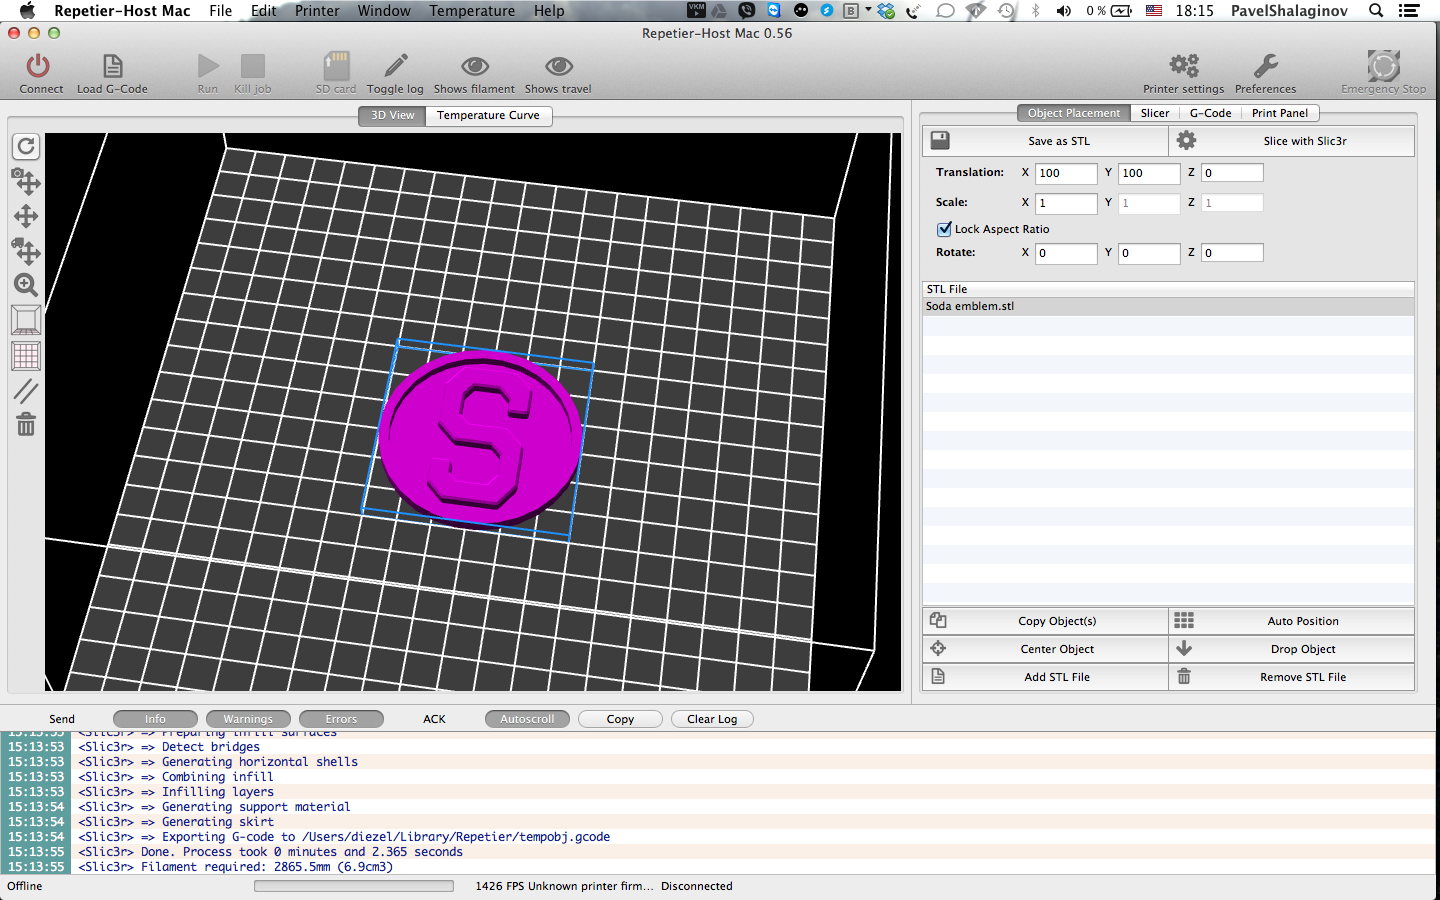 Repetier-Host Mac File Edit Printer Window Temperature Help VKM B 0 % 18:15 PavelShalaginov
Repetier-Host Mac 0.56
Connect Load G-Code Run Kill job SD card Toggle log Shows filament Shows travel Printer settings Preferences Emergency Stop
3D View Temperature Curve
Object Placement Slicer G-Code Print Panel
Save as STL Slice with Slic3r
Translation: X 100 Y 100 Z 0
Scale: X 1 Y 1 Z 1
Lock Aspect Ratio
Rotate: X 0 Y 0 Z 0
STL File
Soda emblem.stl
S
Copy Object(s) Auto Position
Center Object Drop Object
Add STL File Remove STL File
Send Info Warnings Errors ACK Autoscroll Copy Clear Log
15:13:53 <Slic3r> => Preparing infill surfaces
15:13:53 <Slic3r> => Detect bridges
15:13:53 <Slic3r> => Generating horizontal shells
15:13:53 <Slic3r> => Combining infill
15:13:53 <Slic3r> => Infilling layers
15:13:54 <Slic3r> => Generating support material
15:13:54 <Slic3r> => Generating skirt
15:13:54 <Slic3r> => Exporting G-code to /Users/diezel/Library/Repetier/tempobj.gcode
15:13:55 <Slic3r> Done. Process took 0 minutes and 2.365 seconds
15:13:55 <Slic3r> Filament required: 2865.5mm (6.9cm3)
Offline 1426 FPS Unknown printer firm... Disconnected